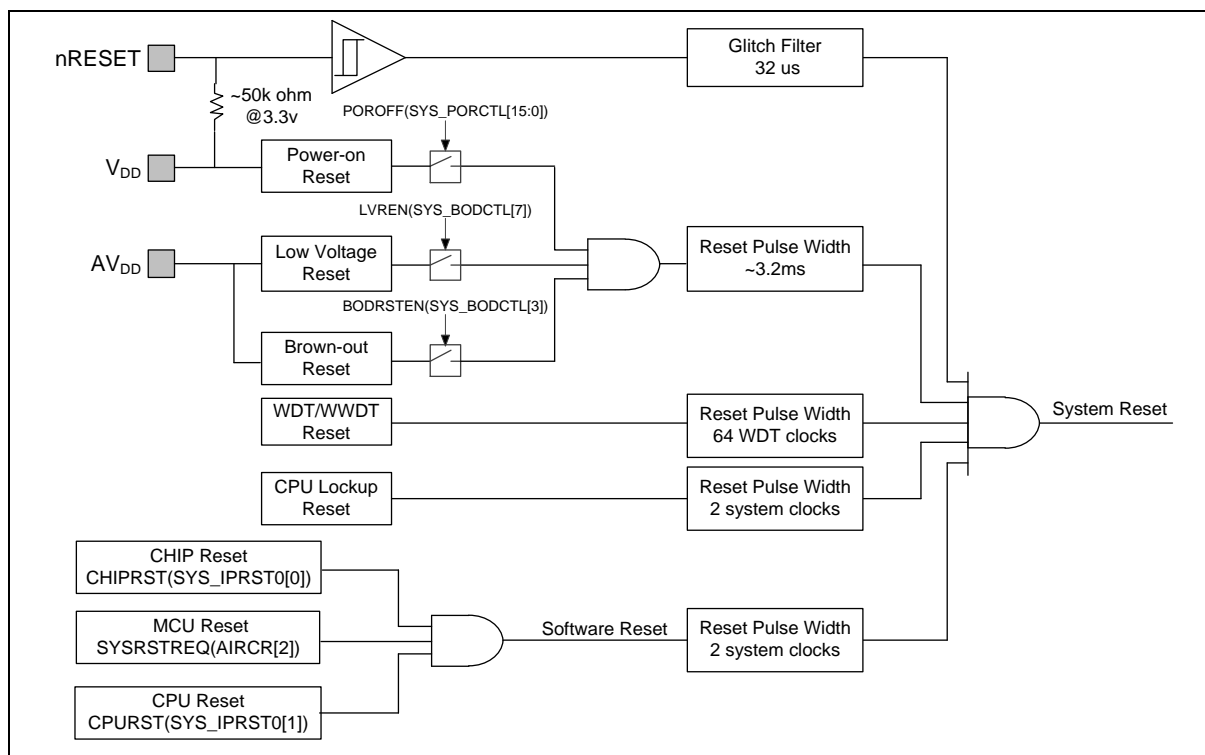 nRESET
~50k ohm
@3.3v
Glitch Filter
32 us
POROFF(SYS_PORCTL[15:0])
VDD
Power-on
Reset
LVREN(SYS_BODCTL[7])
AVDD
Low Voltage
Reset
Reset Pulse Width
~3.2ms
BODRSTEN(SYS_BODCTL[3])
Brown-out
Reset
WDT/WWDT
Reset
Reset Pulse Width
64 WDT clocks
System Reset
CPU Lockup
Reset
Reset Pulse Width
2 system clocks
CHIP Reset
CHIPRST(SYS_IPRST0[0])
MCU Reset
SYSRSTREQ(AIRCR[2])
Software Reset
Reset Pulse Width
2 system clocks
CPU Reset
CPURST(SYS_IPRST0[1])